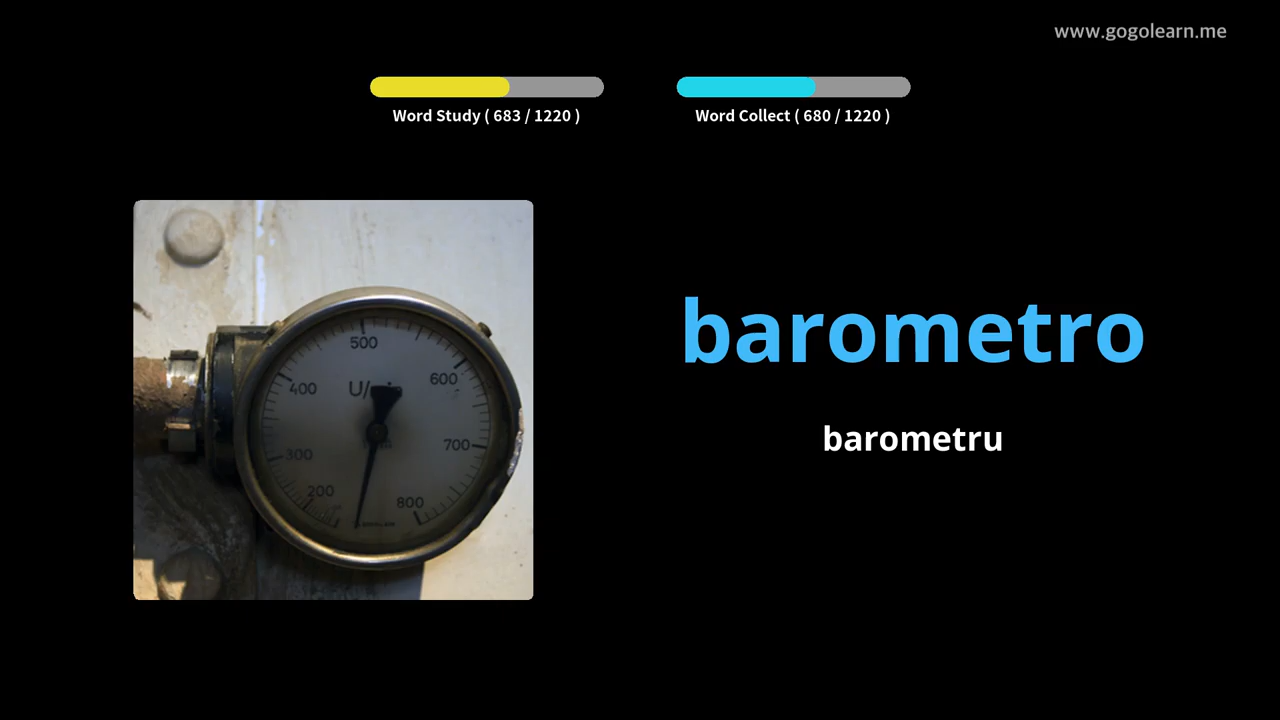 www.gogolearn.me
Word Study ( 683 / 1220 )
Word Collect ( 680 / 1220 )
500
400
600
300
700
200
800
barometro
barometru